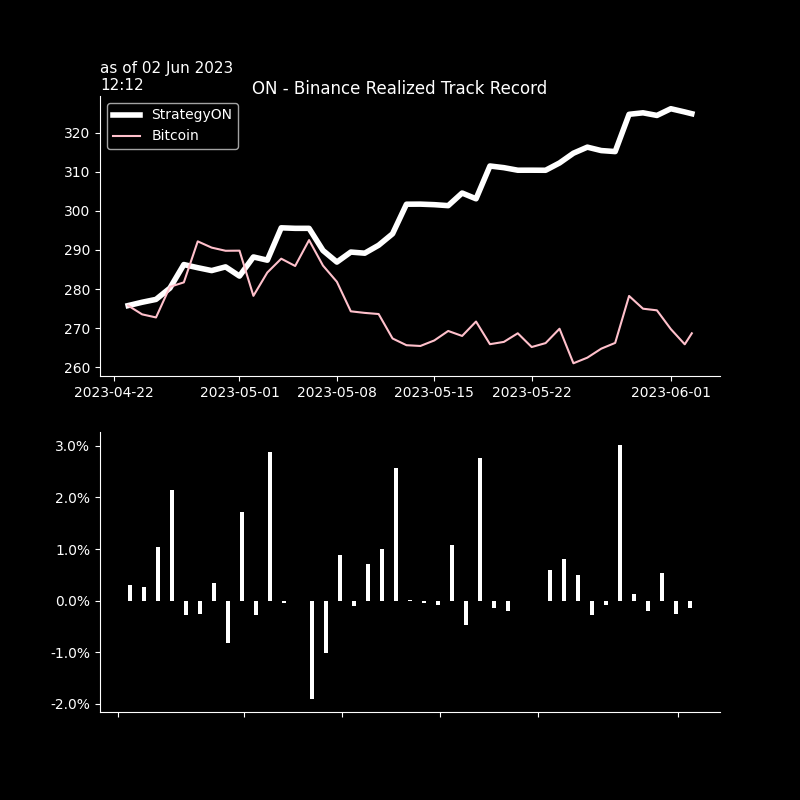 as of 02 Jun 2023
12:12
ON - Binance Realized Track Record
StrategyON
Bitcoin
320
310
300
290
280
270
260
2023-04-22 2023-05-01 2023-05-08 2023-05-15 2023-05-22 2023-06-01
3.0%
2.0%
1.0%
0.0%
-1.0%
-2.0%